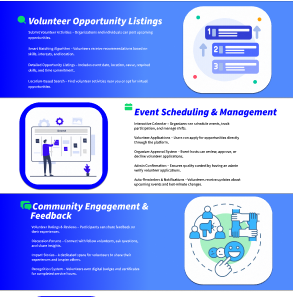 Volunteer Opportunity Listings
Submit Volunteer Activities – Organizations and individuals can post upcoming
opportunities.
Smart Matching Algorithm – Volunteers receive recommendations based on
skills, interests, and location.
Detailed Opportunity Listings – Includes event date, location, cause, required
skills, and time commitment.
Location-Based Search – Find volunteer activities near you or opt for virtual
opportunities.
Event Scheduling & Management
Interactive Calendar – Organizers can schedule events, track
participation, and manage shifts.
Volunteer Applications – Users can apply for opportunities directly
through the platform.
Organizer Approval System – Event hosts can review, approve, or
decline volunteer applications.
Admin Confirmation – Ensures quality control by having an admin
verify volunteer applications.
Auto-Reminders & Notifications – Volunteers receive updates about
upcoming events and last-minute changes.
Community Engagement &
Feedback
Volunteer Ratings & Reviews – Participants can share feedback on
their experiences.
Discussion Forums – Connect with fellow volunteers, ask questions,
and share insights.
Impact Stories – A dedicated space for volunteers to share their
experiences and inspire others.
Recognition System – Volunteers earn digital badges and certificates
for completed service hours.